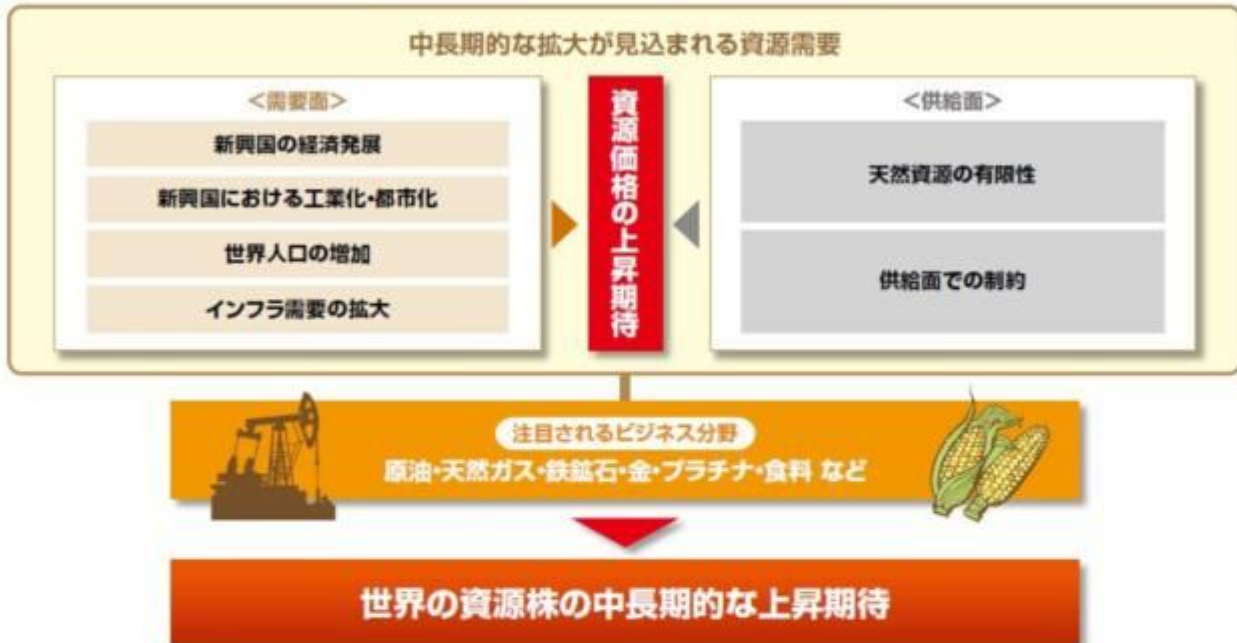 中長期的な拡大が見込まれる資源需要
<需要面>
新興国の経済発展
新興国における工業化・都市化
世界人口の増加
インフラ需要の拡大
資源価格の上昇期待
<供給面>
天然資源の有限性
供給面での制約
注目されるビジネス分野
原油・天然ガス・鉄鉱石・金・プラチナ・食料 など
世界の資源株の中長期的な上昇期待